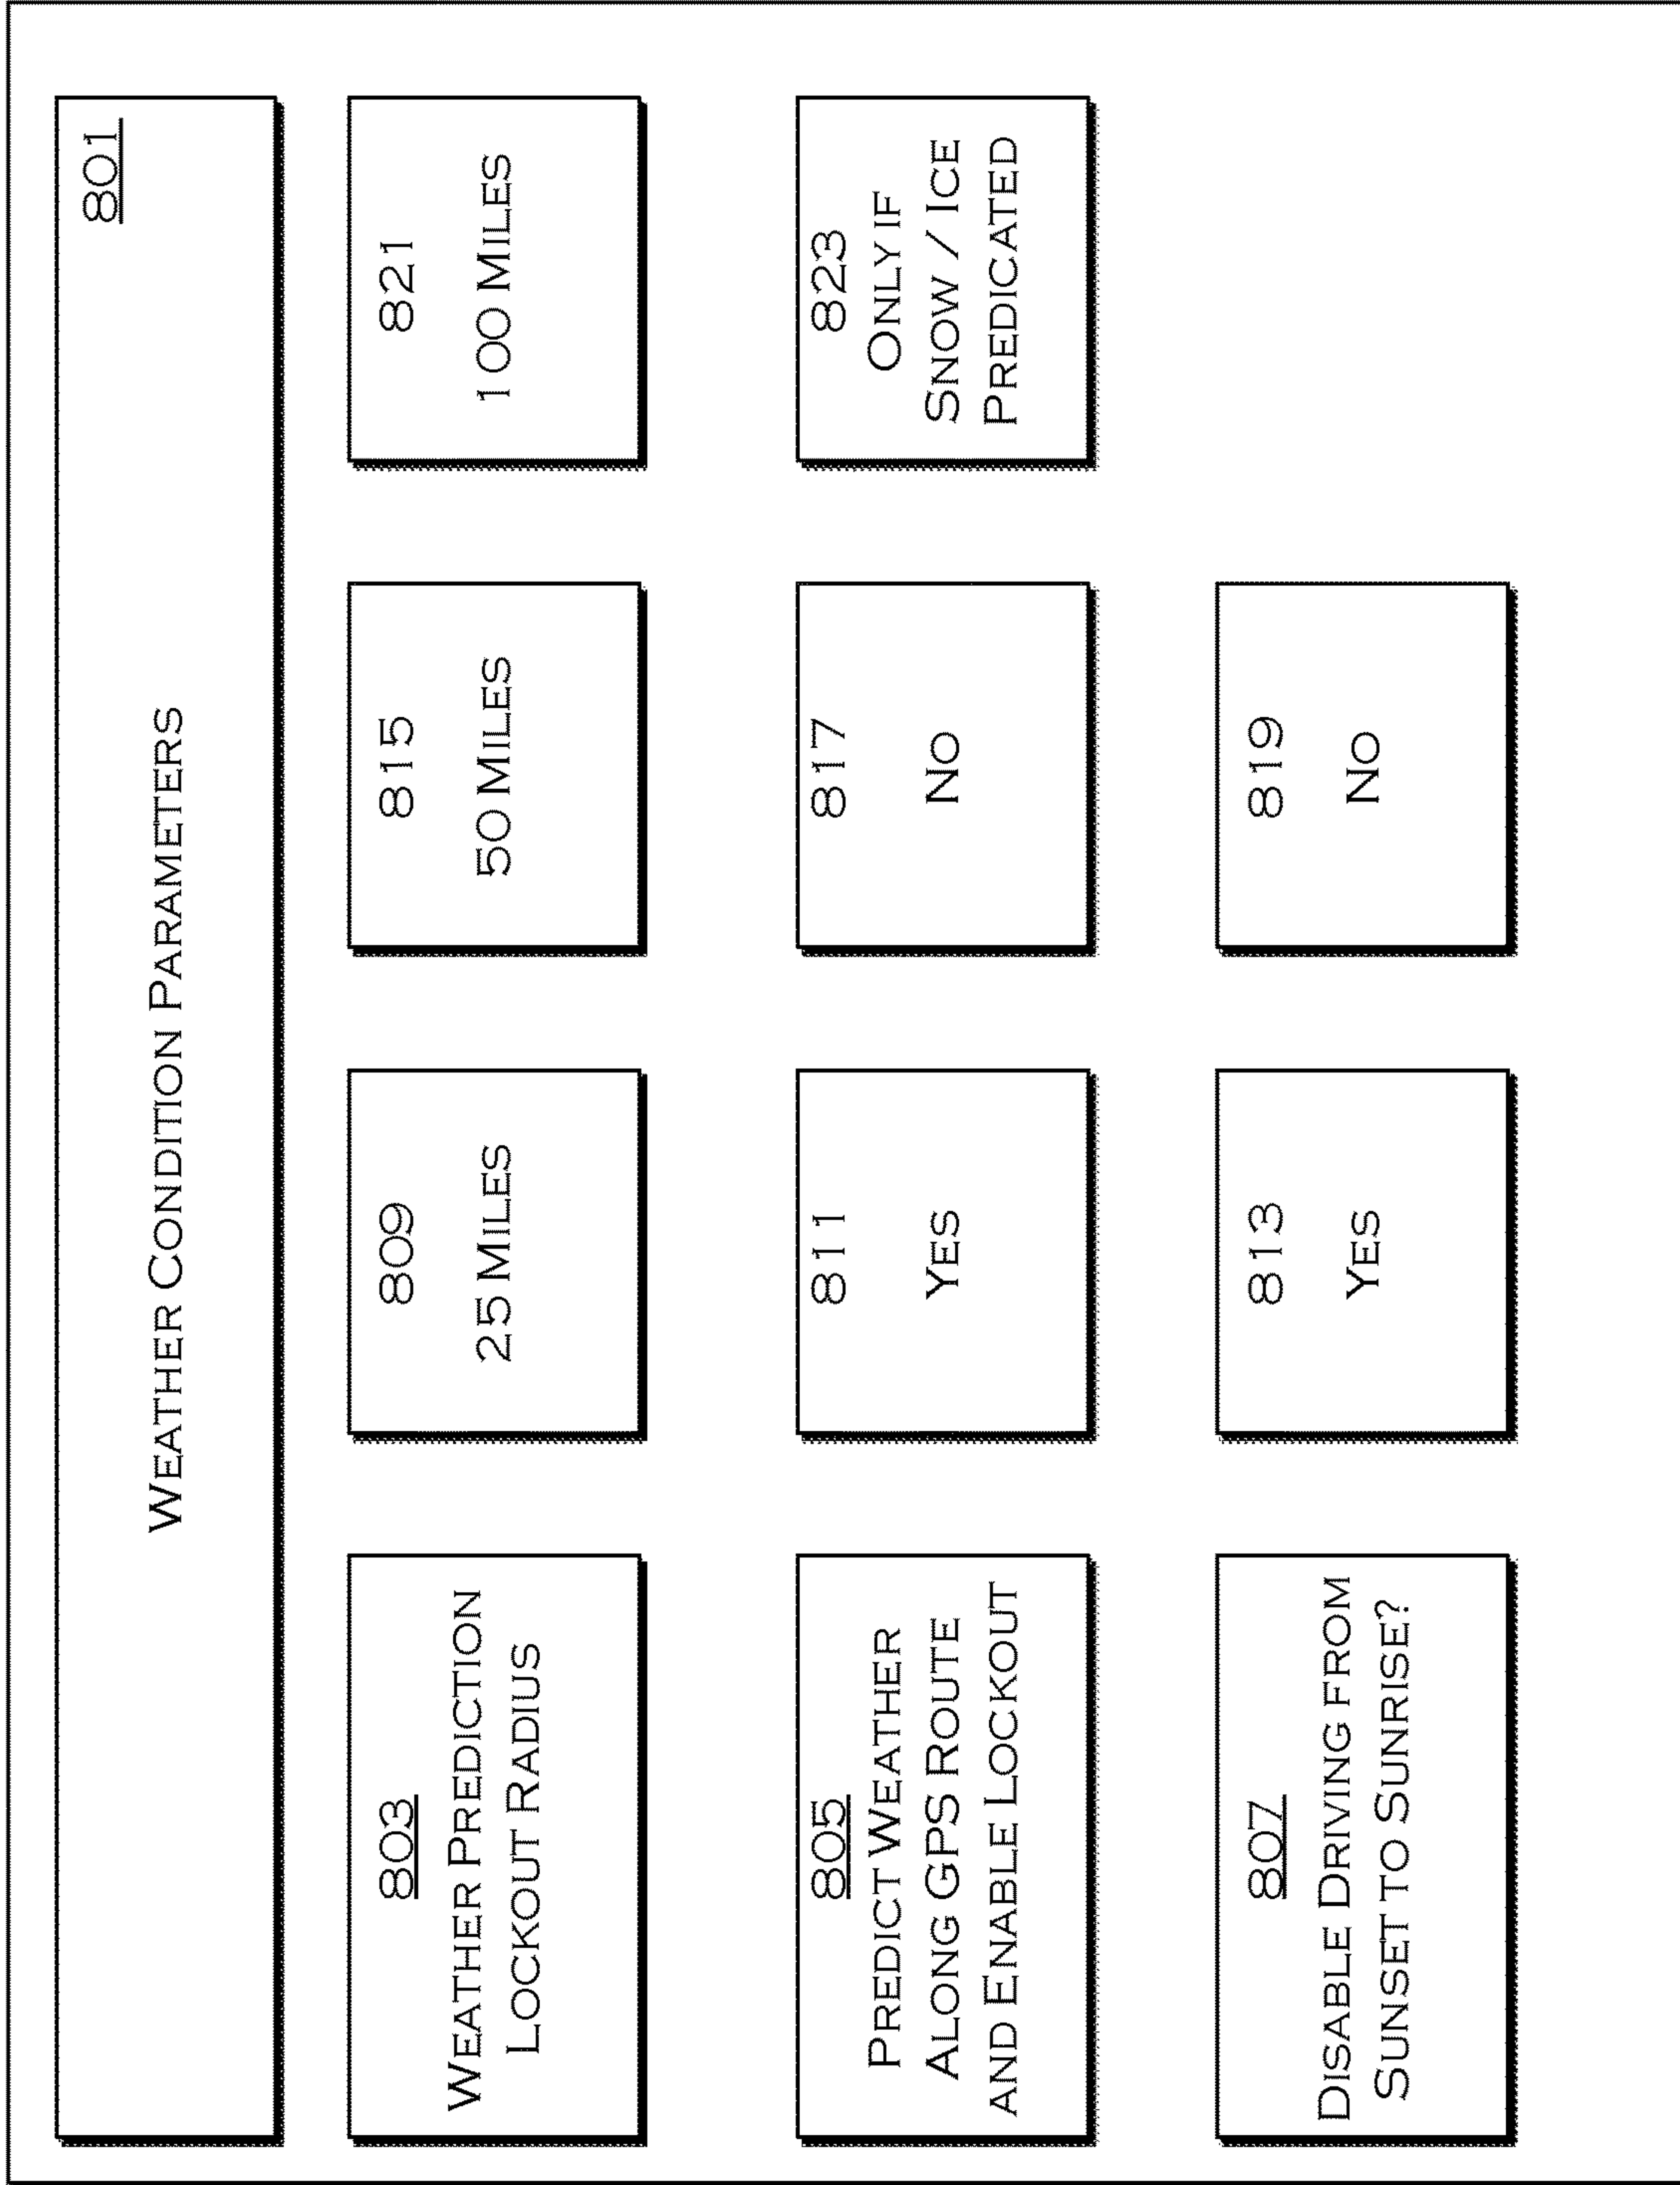 801
WEATHER CONDITION PARAMETERS
803
WEATHER PREDICTION
LOCKOUT RADIUS
809
25 MILES
815
50 MILES
821
100 MILES
805
PREDICT WEATHER
ALONG GPS ROUTE
AND ENABLE LOCKOUT
811
YES
817
NO
823
ONLY IF
SNOW / ICE
PREDICATED
807
DISABLE DRIVING FROM
SUNSET TO SUNRISE?
813
YES
819
NO